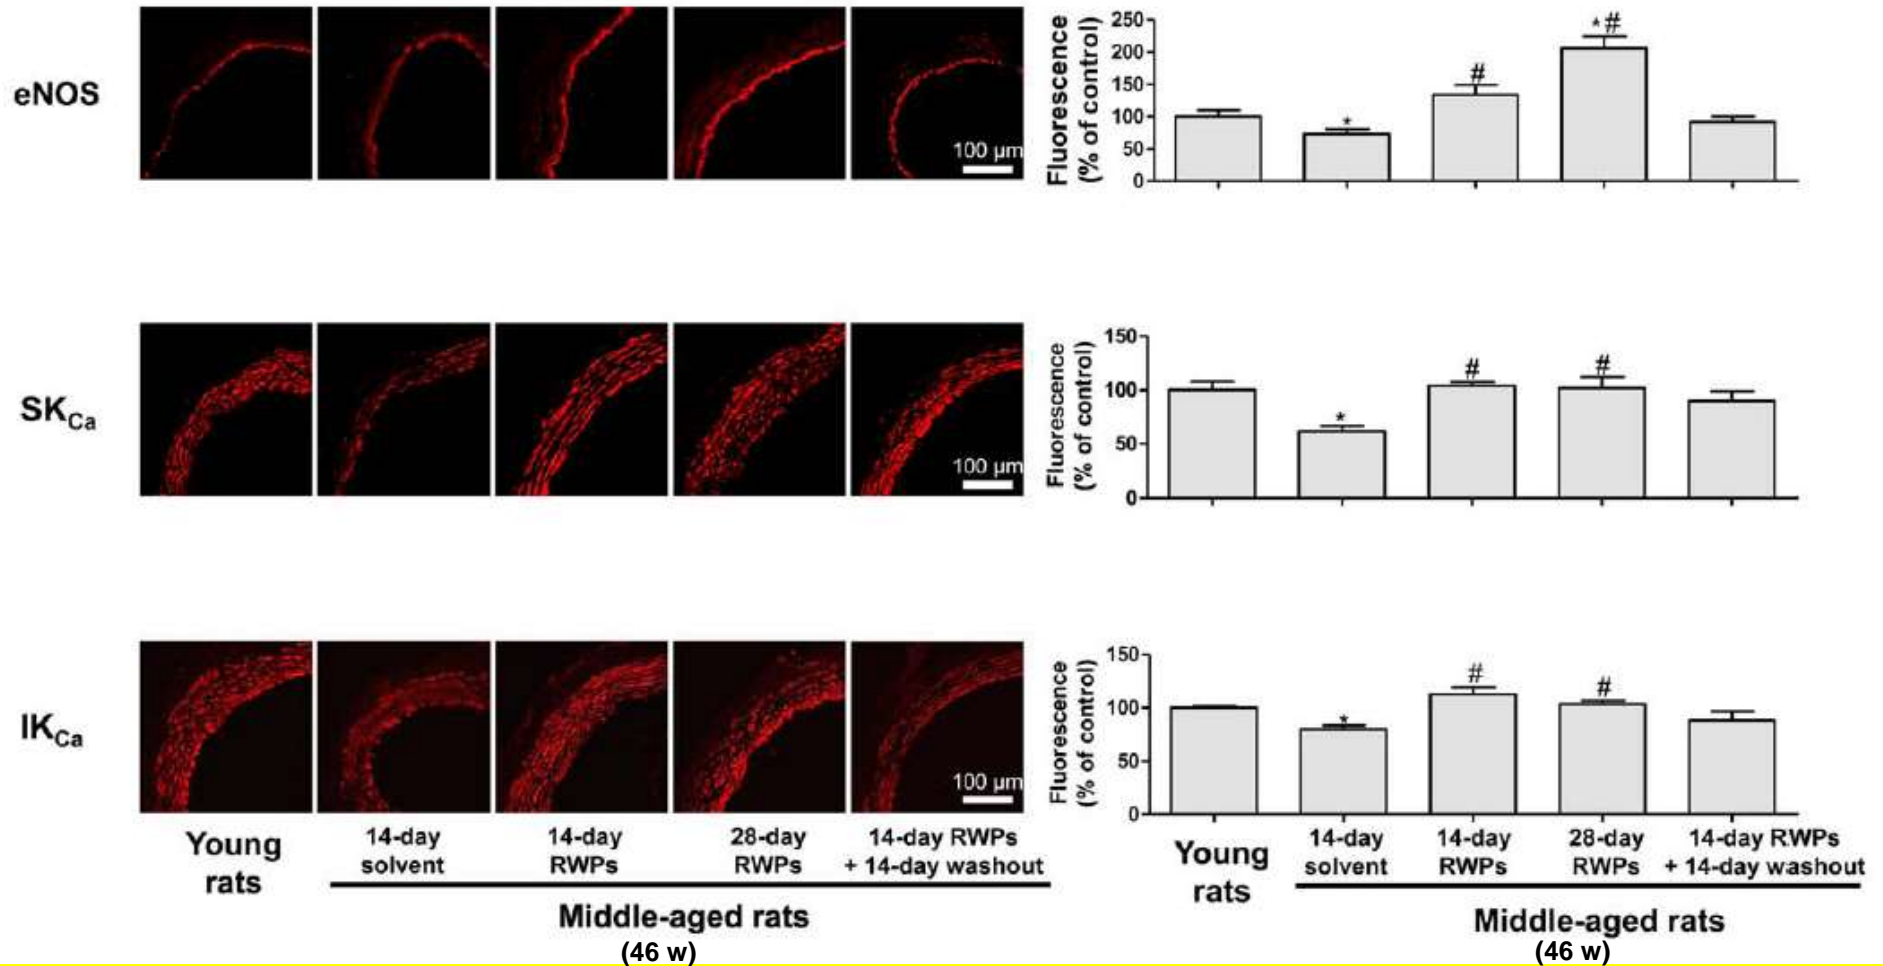 eNOS
100 µm
Fluorescence
(% of control)
250
200
150
100
50
0
*
#
*#
SKCa
100 µm
Fluorescence
(% of control)
150
100
50
0
*
#
#
IKCa
100 µm
Fluorescence
(% of control)
150
100
50
0
*
#
#
Young
rats
14-day
solvent
14-day
RWPs
28-day
RWPs
14-day RWPs
+ 14-day washout
Middle-aged rats
(46 w)
Young
rats
14-day
solvent
14-day
RWPs
28-day
RWPs
14-day RWPs
+ 14-day washout
Middle-aged rats
(46 w)